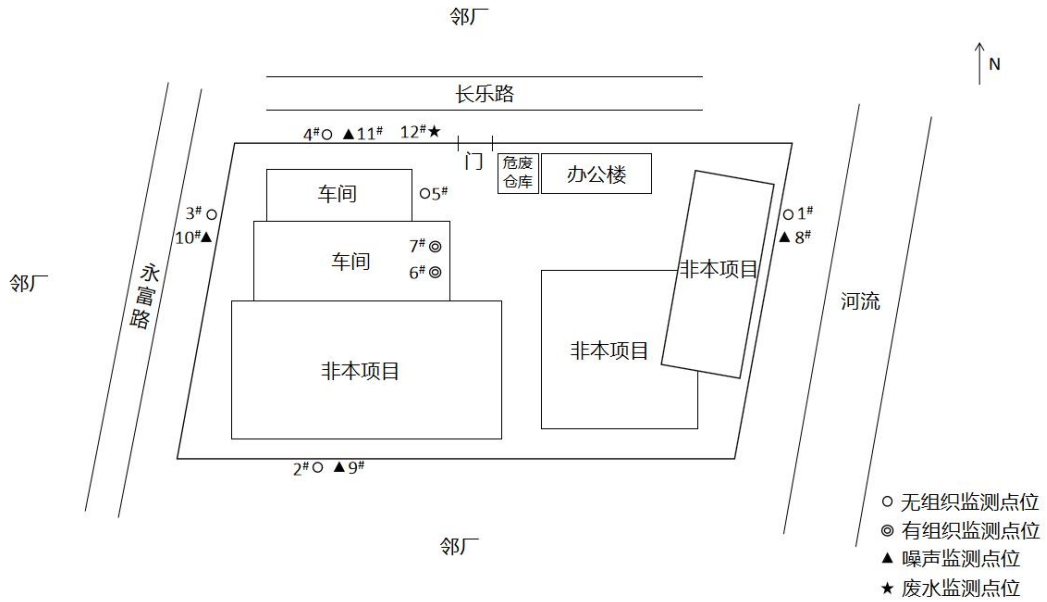 邻厂
N
长乐路
4#○ ▲11# 12#★
门
危废
仓库
办公楼
车间
○5#
3#○
○1#
10#▲
▲8#
7#◎
车间
6#◎
非本项目
邻厂
永富路
河流
非本项目
非本项目
2#○ ▲9#
○ 无组织监测点位
◎ 有组织监测点位
▲ 噪声监测点位
★ 废水监测点位
邻厂